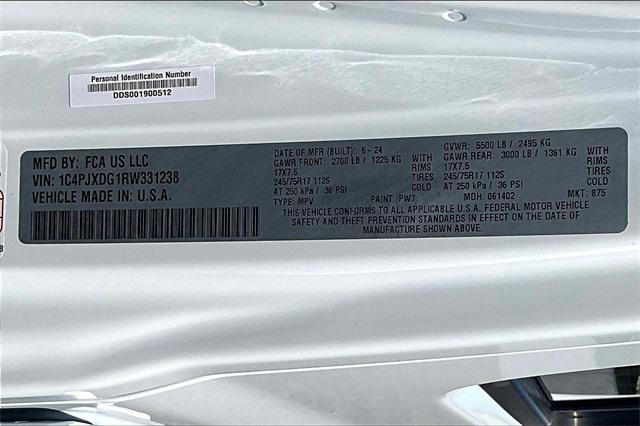 Personal Identification Number
DDS001900512
MFD BY: FCA US LLC
VIN: 1C4PJXDG1RW331238
VEHICLE MADE IN: U.S.A.
DATE OF MFR (BUILT): 6-24 GVWR: 5500 LB / 2495 KG
GAWR FRONT: 2700 LB / 1225 KG WITH GAWR REAR: 3000 LB / 1361 KG WITH
17X7.5 RIMS 17X7.5 RIMS
245/75R17 112S TIRES 245/75R17 112S TIRES
AT 250 KPA / 36 PSI AT 250 KPA / 36 PSI
TYPE: MPV PAINT: PW7 MDH: 061402 MKT: 875
THIS VEHICLE CONFORMS TO ALL APPLICABLE U.S.A. FEDERAL MOTOR VEHICLE
SAFETY AND THEFT PREVENTION STANDARDS IN EFFECT ON THE DATE OF
MANUFACTURE SHOWN ABOVE.